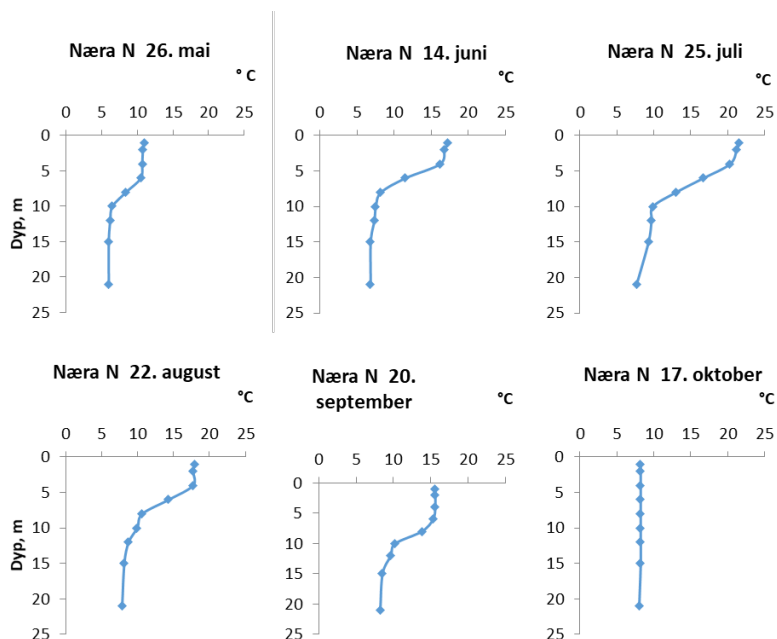 Næra N 26. mai
° C
0 5 10 15 20 25
0
5
10
15
20
25
Dyp, m
Næra N 14. juni
°C
0 5 10 15 20 25
0
5
10
15
20
25
Næra N 25. juli
°C
0 5 10 15 20 25
0
5
10
15
20
25
Næra N 22. august
°C
0 5 10 15 20 25
0
5
10
15
20
25
Dyp, m
Næra N 20.
september
°C
0 5 10 15 20 25
0
5
10
15
20
25
Næra N 17. oktober
°C
0 5 10 15 20 25
0
5
10
15
20
25